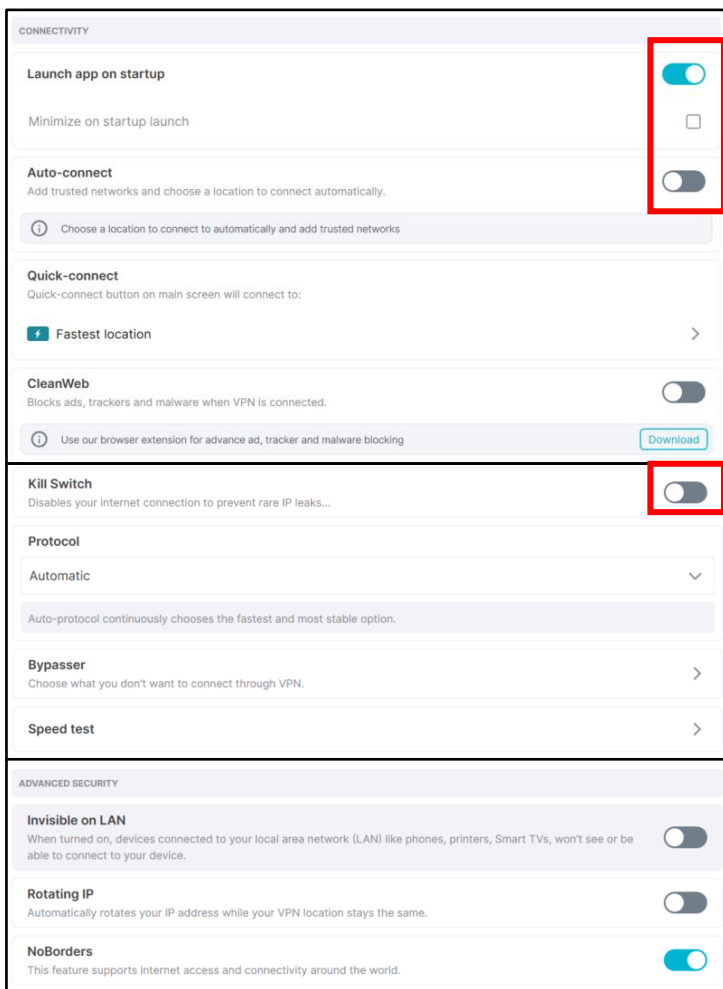 CONNECTIVITY
Launch app on startup
Minimize on startup launch
Auto-connect
Add trusted networks and choose a location to connect automatically.
Choose a location to connect to automatically and add trusted networks
Quick-connect
Quick-connect button on main screen will connect to:
Fastest location
CleanWeb
Blocks ads, trackers and malware when VPN is connected.
Use our browser extension for advance ad, tracker and malware blocking
Download
Kill Switch
Disables your internet connection to prevent rare IP leaks...
Protocol
Automatic
Auto-protocol continuously chooses the fastest and most stable option.
Bypasser
Choose what you don't want to connect through VPN.
Speed test
ADVANCED SECURITY
Invisible on LAN
When turned on, devices connected to your local area network (LAN) like phones, printers, Smart TVs, won't see or be
able to connect to your device.
Rotating IP
Automatically rotates your IP address while your VPN location stays the same.
NoBorders
This feature supports internet access and connectivity around the world.